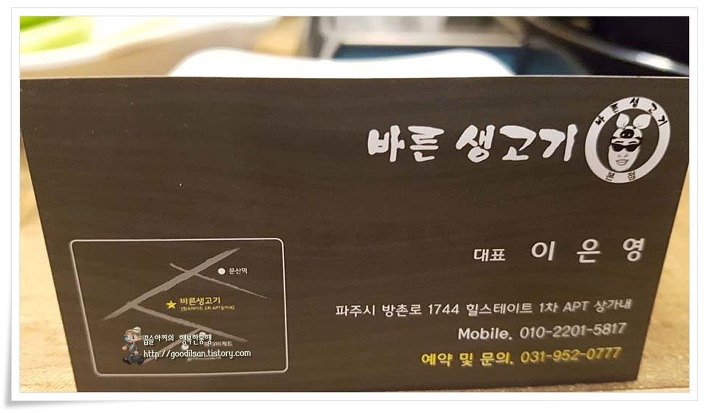 바른 생고기
바른생고기
본점
대표 이 은 영
문산역
바른생고기
파주시 방촌로 1744 힐스테이트 1차 APT 상가내
Mobile. 010-2201-5817
예약 및 문의. 031-952-0777
http://goodilsan.tistory.com